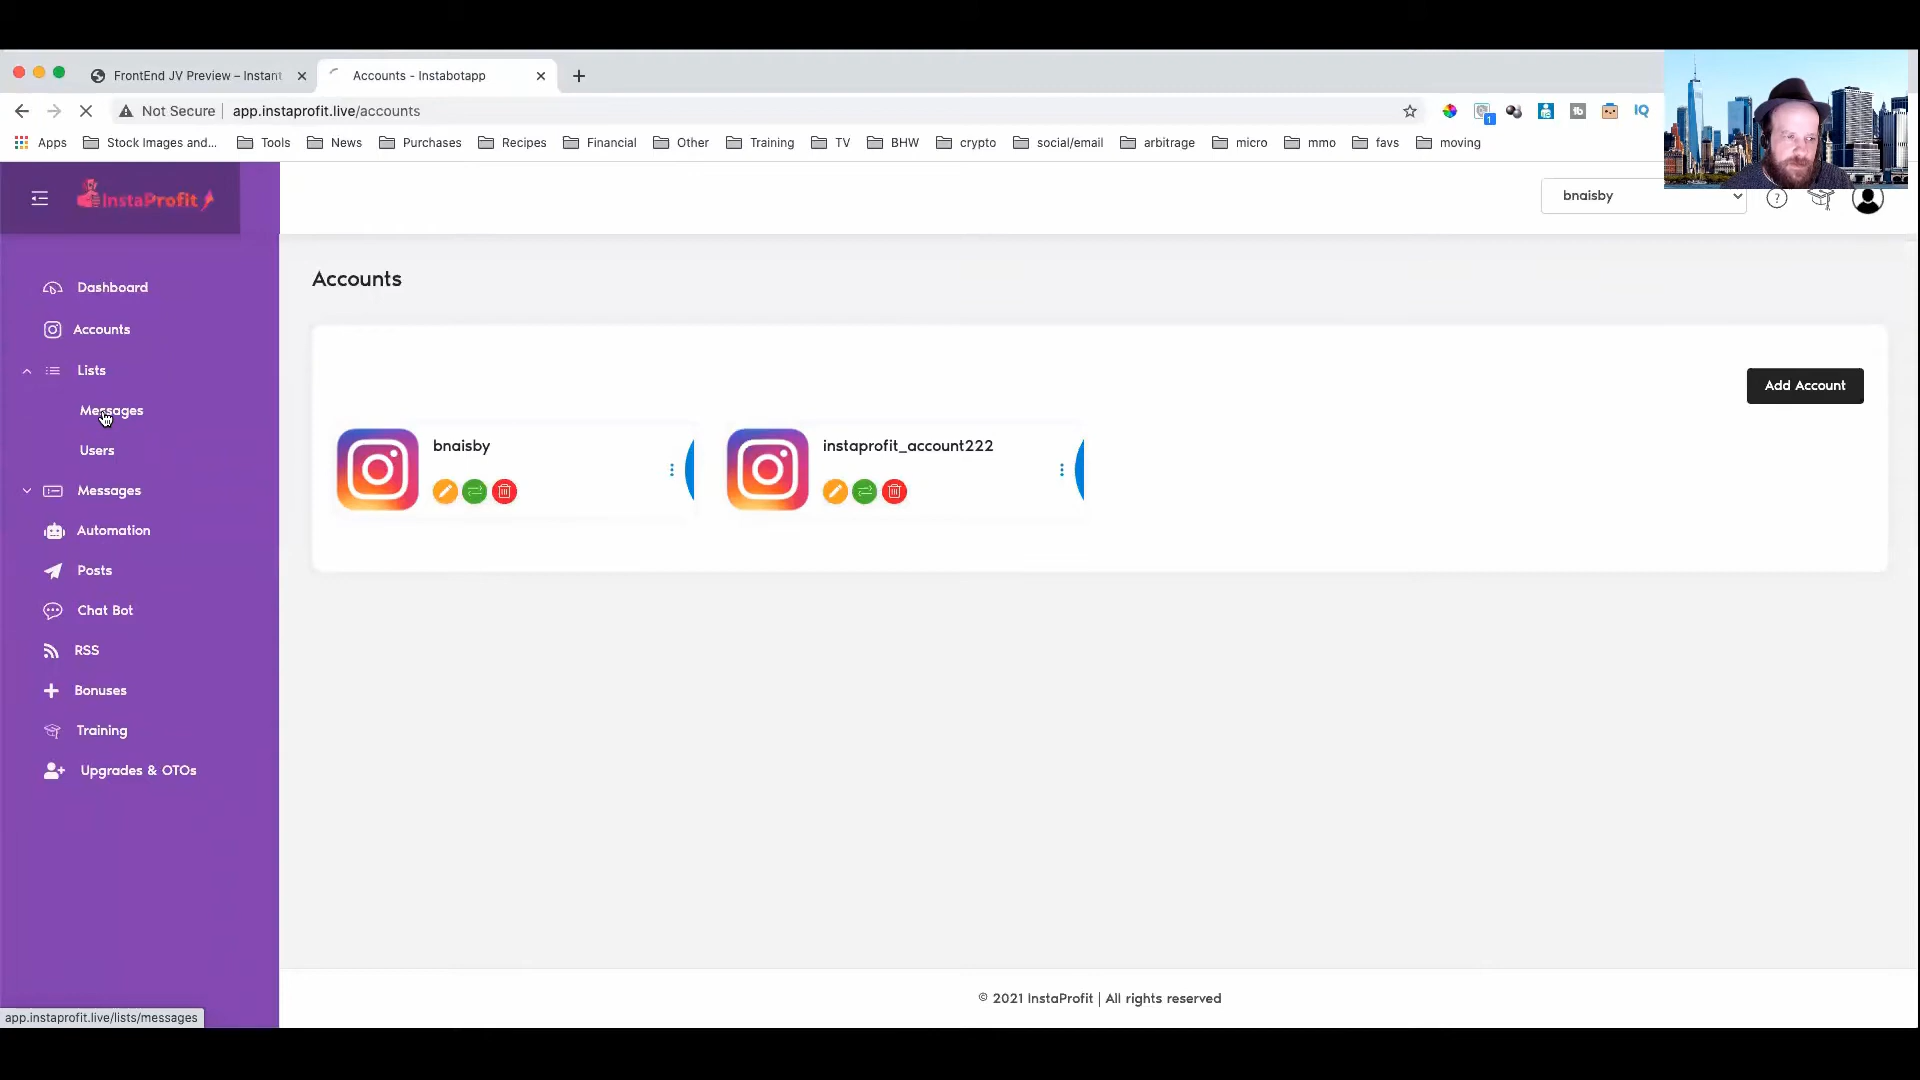 FrontEnd JV Preview – Instant
Accounts - Instabotapp
Not Secure
app.instaprofit.live/accounts
1
tb
IQ
Apps
Stock Images and...
Tools
News
Purchases
Recipes
Financial
Other
Training
TV
BHW
crypto
social/email
arbitrage
micro
mmo
favs
moving
InstaProfit
bnaisby
?
Dashboard
Accounts
Lists
Messages
Users
Messages
Automation
Posts
Chat Bot
RSS
Bonuses
Training
Upgrades & OTOs
Accounts
Add Account
bnaisby
instaprofit_account222
© 2021 InstaProfit | All rights reserved
app.instaprofit.live/lists/messages